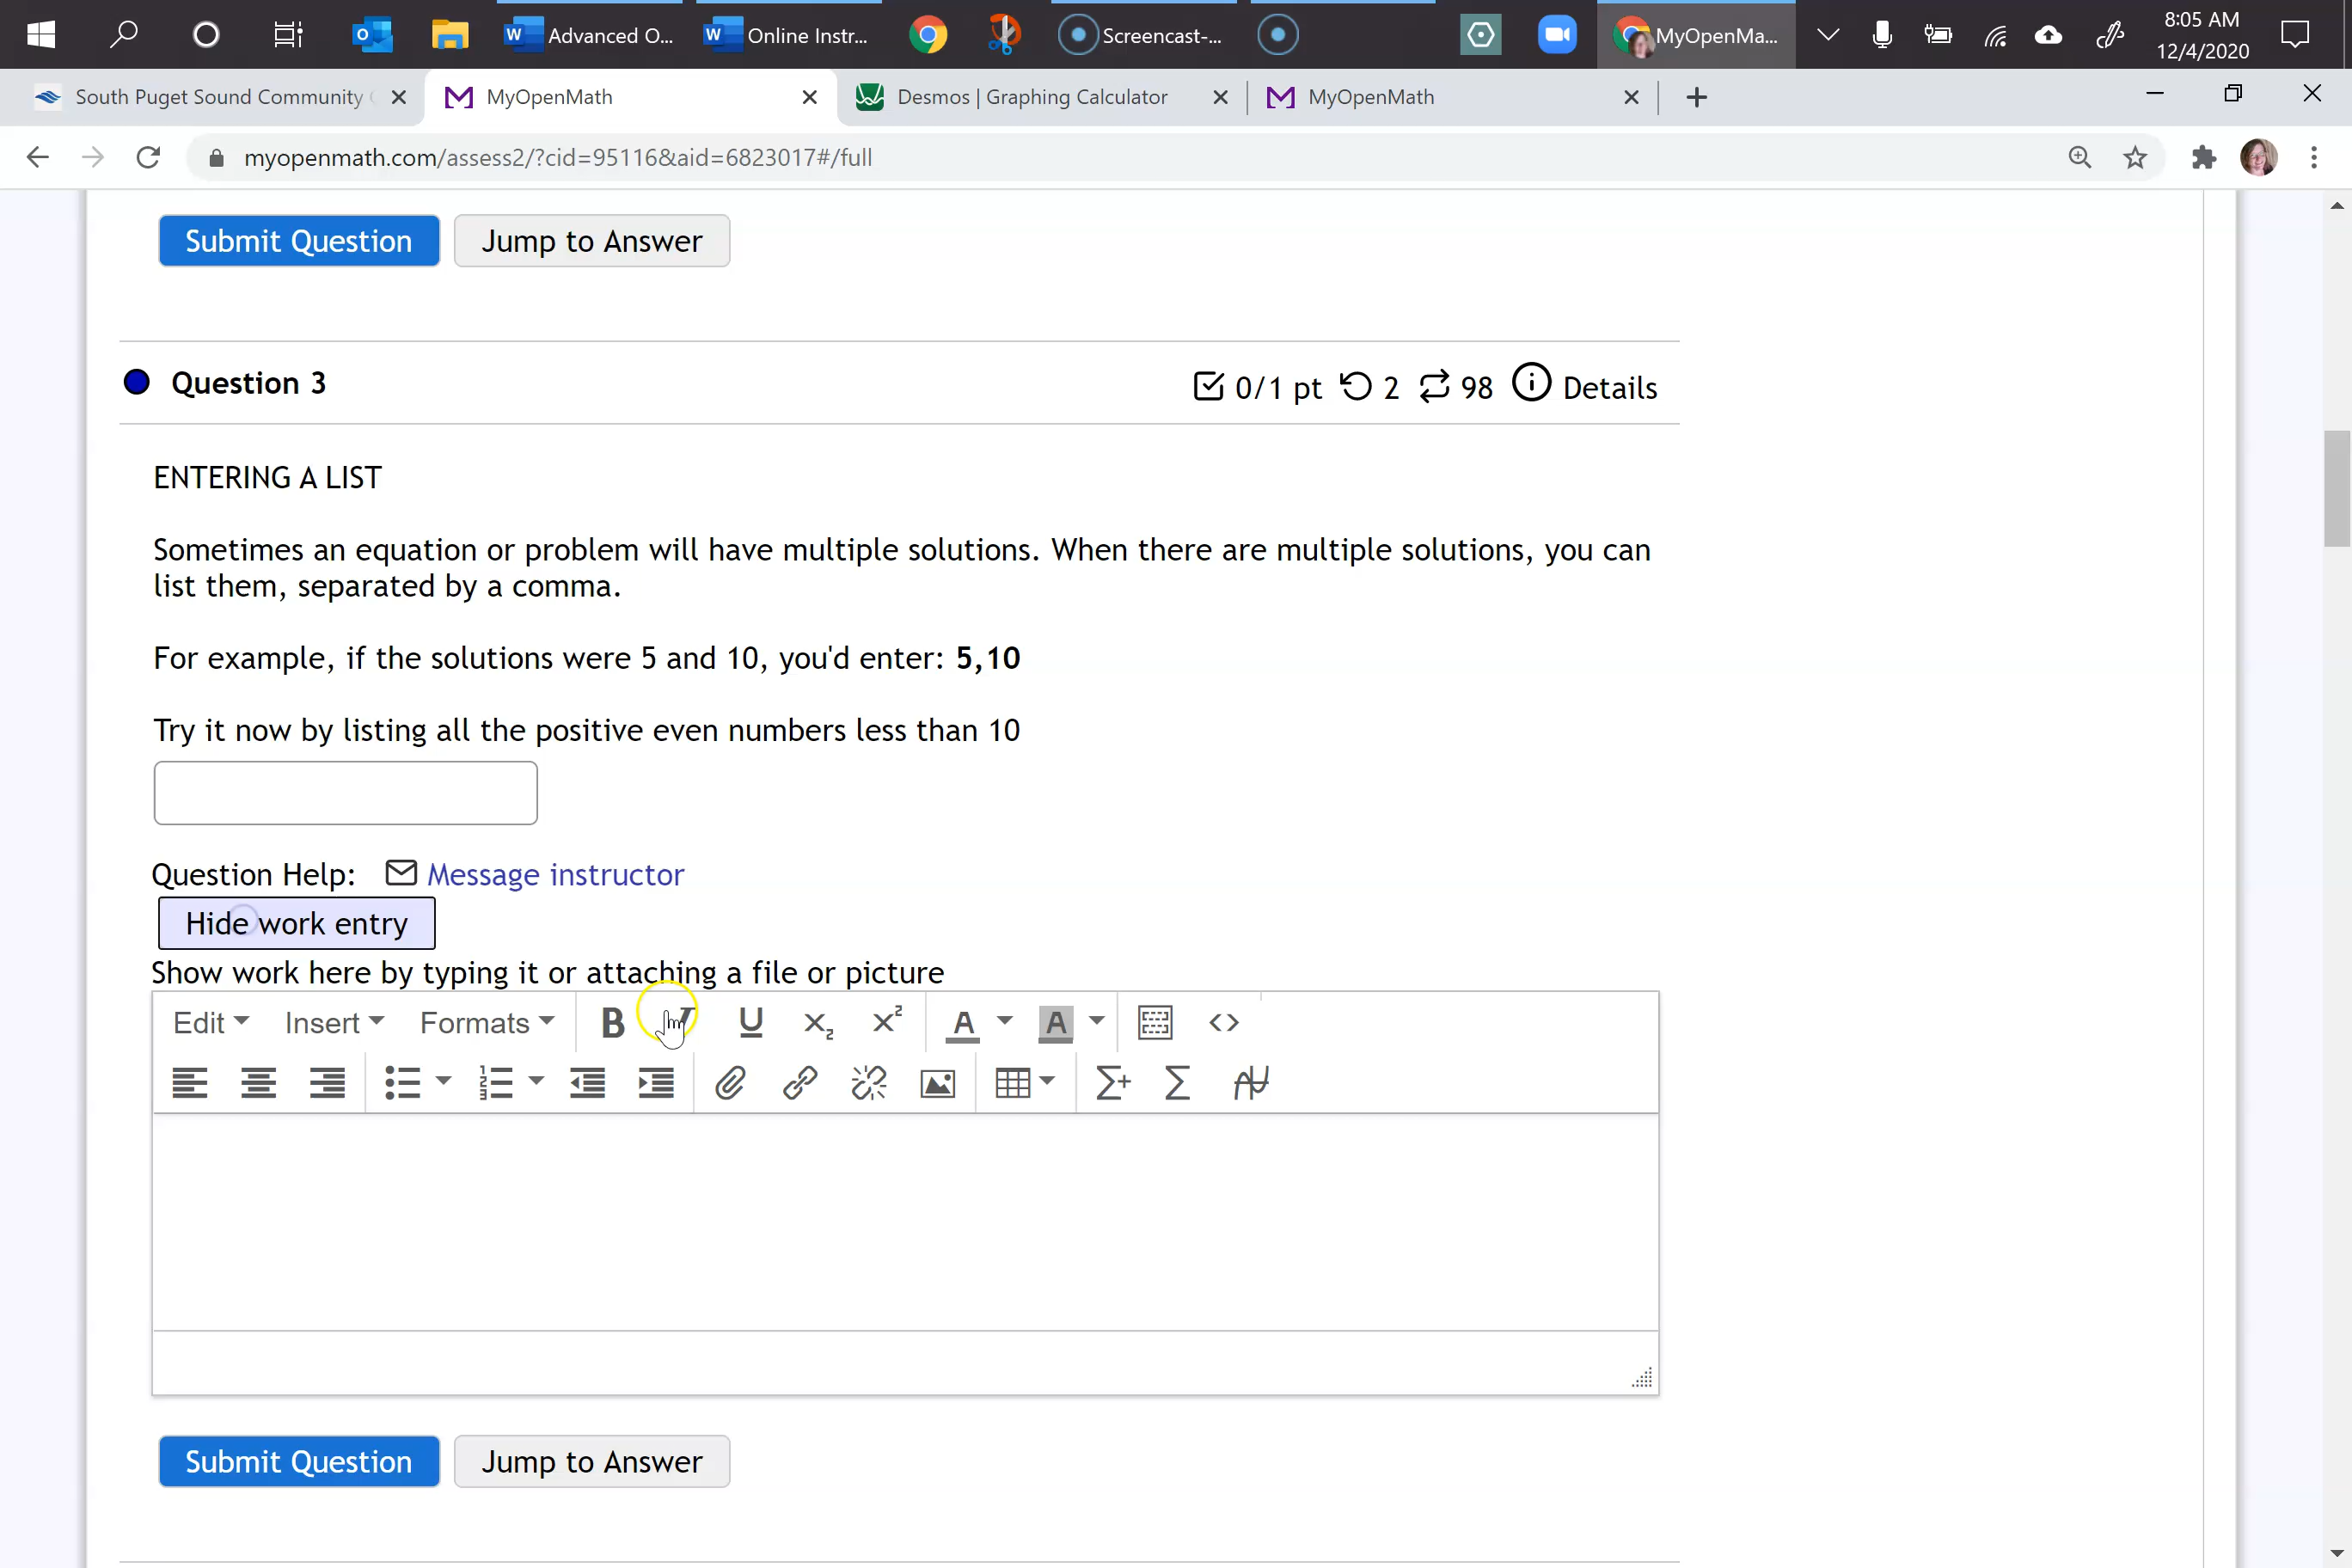 Advanced O...
Online Instr...
Screencast-...
MyOpenMa...
8:05 AM
12/4/2020
South Puget Sound Community
MyOpenMath
Desmos | Graphing Calculator
MyOpenMath
myopenmath.com/assess2/?cid=95116&aid=6823017#/full
Submit Question
Jump to Answer
Question 3
0/1 pt
2
98
Details
ENTERING A LIST
Sometimes an equation or problem will have multiple solutions. When there are multiple solutions, you can
list them, separated by a comma.
For example, if the solutions were 5 and 10, you'd enter: 5,10
Try it now by listing all the positive even numbers less than 10
Question Help:
Message instructor
Hide work entry
Show work here by typing it or attaching a file or picture
Edit
Insert
Formats
Submit Question
Jump to Answer